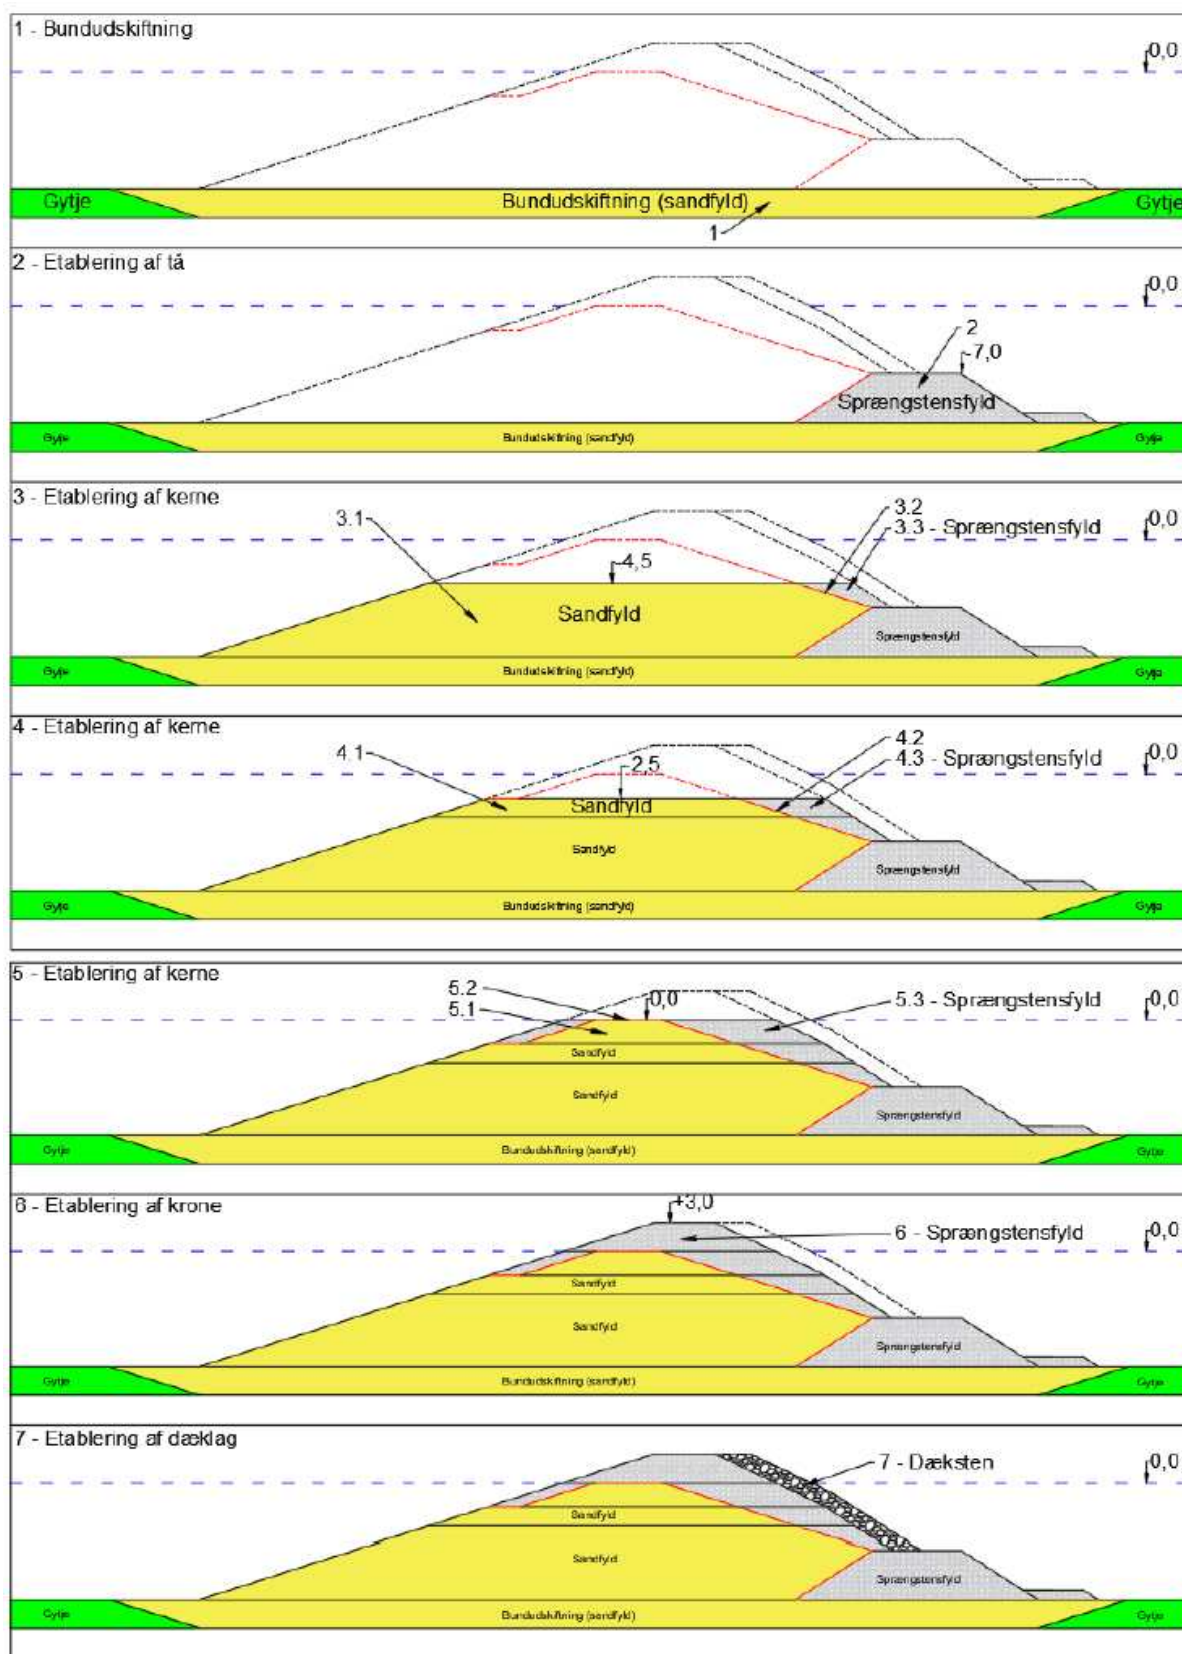 1 - Bundudskiftning
0,0
Gytje
Bundudskiftning (sandfyld)
Gytje
1
2 - Etablering af tå
0,0
2
-7,0
Sprængstensfyld
Gytje
Bundudskiftning (sandfyld)
Gytje
3 - Etablering af kerne
3.1
3.2
3.3 - Sprængstensfyld
0,0
-4,5
Sandfyld
Sprængstensfyld
Gytje
Bundudskiftning (sandfyld)
Gytje
4 - Etablering af kerne
4.1
4.2
4.3 - Sprængstensfyld
0,0
-2,5
Sandfyld
Sandfyld
Sprængstensfyld
Gytje
Bundudskiftning (sandfyld)
Gytje
5 - Etablering af kerne
5.2
5.1
0,0
5.3 - Sprængstensfyld
0,0
Sandfyld
Sandfyld
Sprængstensfyld
Gytje
Bundudskiftning (sandfyld)
Gytje
6 - Etablering af krone
+3,0
6 - Sprængstensfyld
0,0
Sandfyld
Sandfyld
Sprængstensfyld
Gytje
Bundudskiftning (sandfyld)
Gytje
7 - Etablering af dæklag
7 - Dæksten
0,0
Sandfyld
Sandfyld
Sprængstensfyld
Gytje
Bundudskiftning (sandfyld)
Gytje